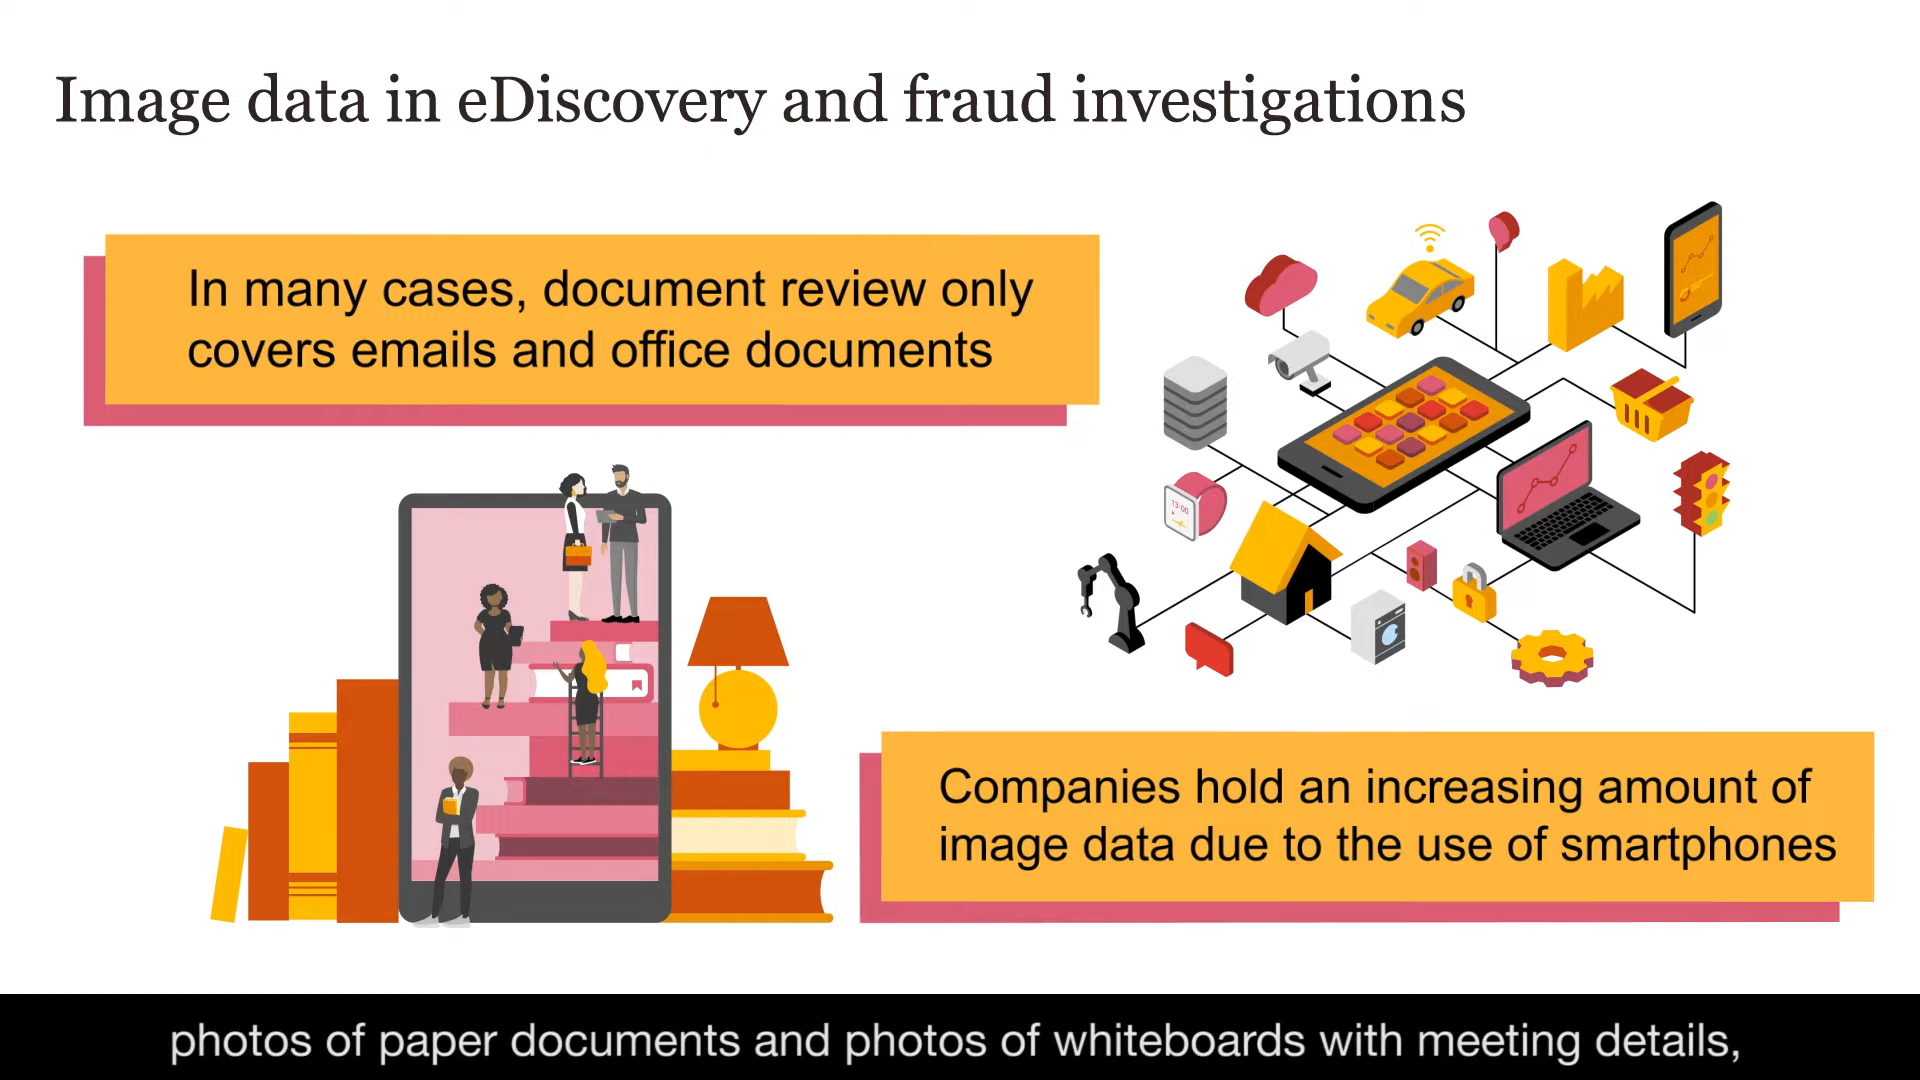 Image data in eDiscovery and fraud investigations
In many cases, document review only
covers emails and office documents
13:00
Companies hold an increasing amount of
image data due to the use of smartphones
photos of paper documents and photos of whiteboards with meeting details,